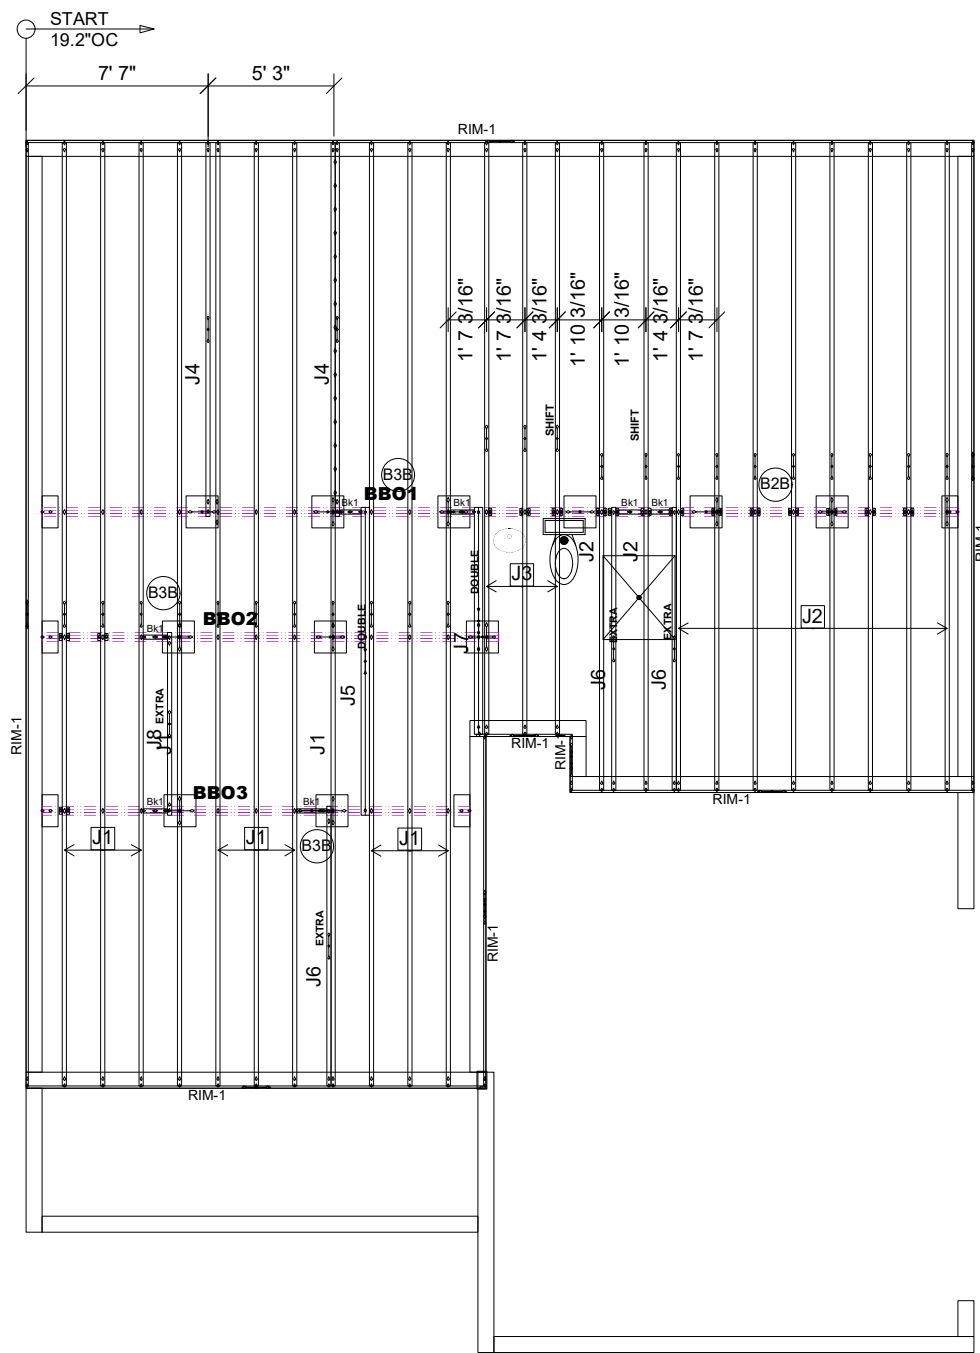 START
19.2"OC
7' 7"
5' 3"
RIM-1
1' 7 3/16"
1' 7 3/16"
1' 4 3/16"
1' 10 3/16"
1' 10 3/16"
1' 4 3/16"
1' 7 3/16"
J4
J4
SHIFT
SHIFT
B3B
BBO1
B2B
Bk1
Bk1
Bk1
Bk1
RIM-1
J2
J2
J3
DOUBLE
B3B
BBO2
Bk1
DOUBLE
EXTRA
EXTRA
J2
J7
J5
J6
J6
EXTRA
J8
J1
J1
RIM-1
RIM-1
RIM-1
BBO3
Bk1
Bk1
RIM-1
J1
J1
J1
B3B
EXTRA
J6
RIM-1
RIM-1